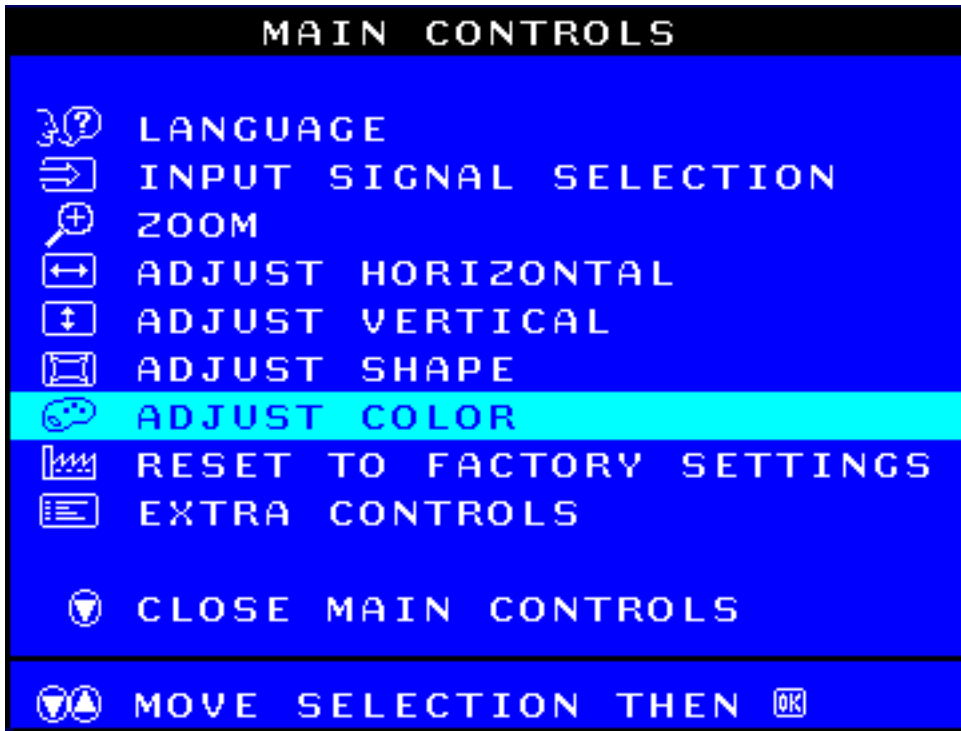 MAIN CONTROLS
LANGUAGE
INPUT SIGNAL SELECTION
ZOOM
ADJUST HORIZONTAL
ADJUST VERTICAL
ADJUST SHAPE
ADJUST COLOR
RESET TO FACTORY SETTINGS
EXTRA CONTROLS
CLOSE MAIN CONTROLS
MOVE SELECTION THEN OK